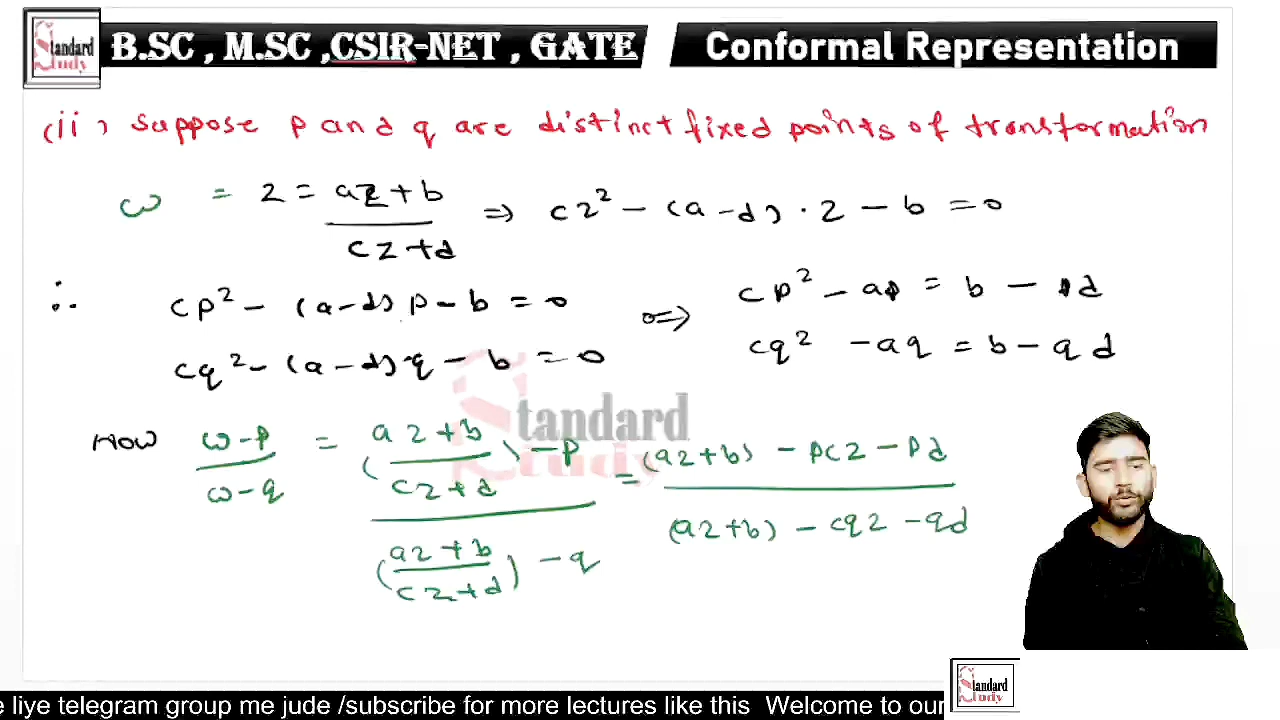 Standard Study
B.SC , M.SC ,CSIR-NET , GATE
Conformal Representation
(ii) suppose p and q are distinct fixed points of transformation
ω = z = az+b / cz+d ⇒ cz² - (a-d)·z - b = 0
∴ cp² - (a-d) p - b = 0 ⇒ cp² - ap = b - pd
cq² - (a-d) q - b = 0 cq² - aq = b - qd
Standard Study
Now ω-p / ω-q = (az+b / cz+d) - p / (az+b / cz+d) - q = (az+b) - pcz - pd / (az+b) - cqz - qd
Standard Study
e liye telegram group me jude /subscribe for more lectures like this Welcome to our